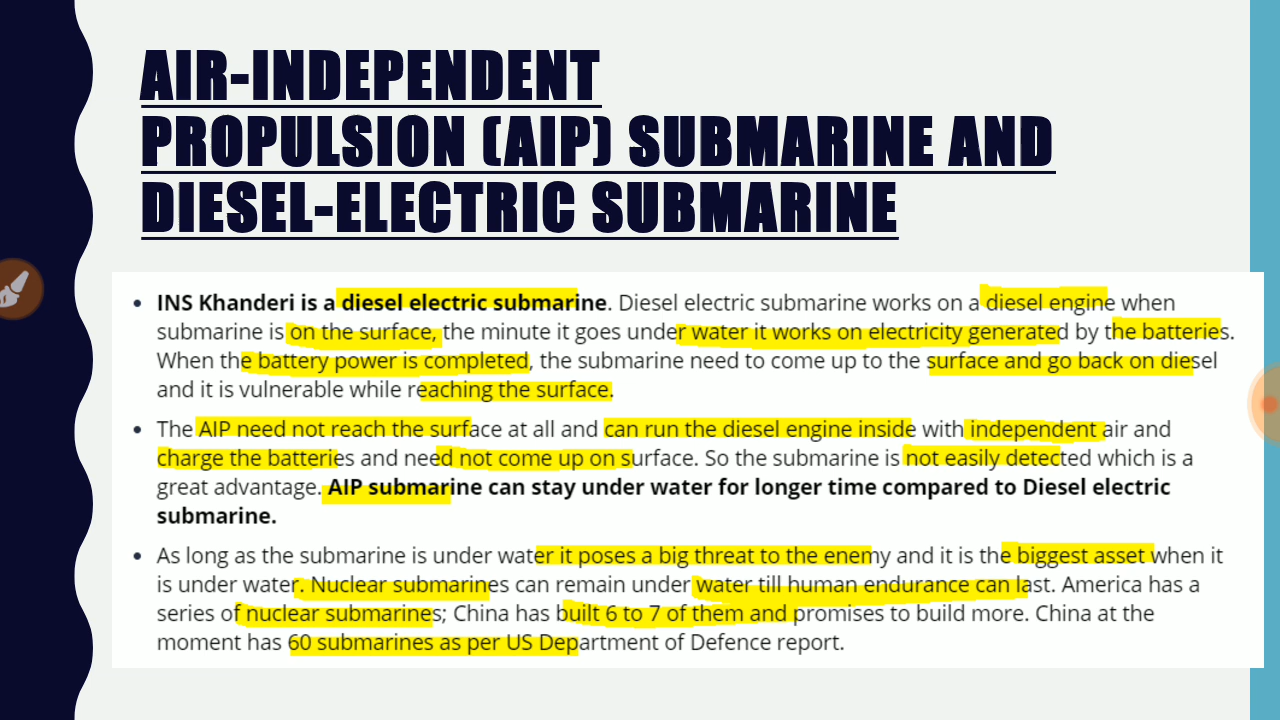 AIR-INDEPENDENT
PROPULSION (AIP) SUBMARINE AND
DIESEL-ELECTRIC SUBMARINE
• INS Khanderi is a diesel electric submarine. Diesel electric submarine works on a diesel engine when
submarine is on the surface, the minute it goes under water it works on electricity generated by the batteries.
When the battery power is completed, the submarine need to come up to the surface and go back on diesel
and it is vulnerable while reaching the surface.
• The AIP need not reach the surface at all and can run the diesel engine inside with independent air and
charge the batteries and need not come up on surface. So the submarine is not easily detected which is a
great advantage. AIP submarine can stay under water for longer time compared to Diesel electric
submarine.
• As long as the submarine is under water it poses a big threat to the enemy and it is the biggest asset when it
is under water. Nuclear submarines can remain under water till human endurance can last. America has a
series of nuclear submarines; China has built 6 to 7 of them and promises to build more. China at the
moment has 60 submarines as per US Department of Defence report.